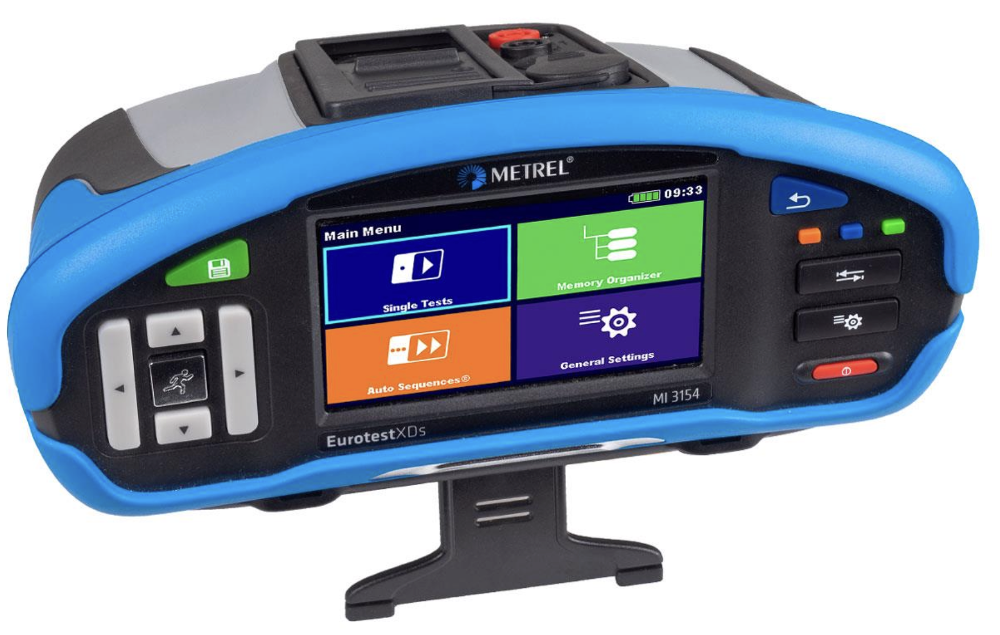 METREL®
09:33
Main Menu
Single Tests
Memory Organizer
Auto Sequences®
General Settings
MI 3154
EurotestXDs